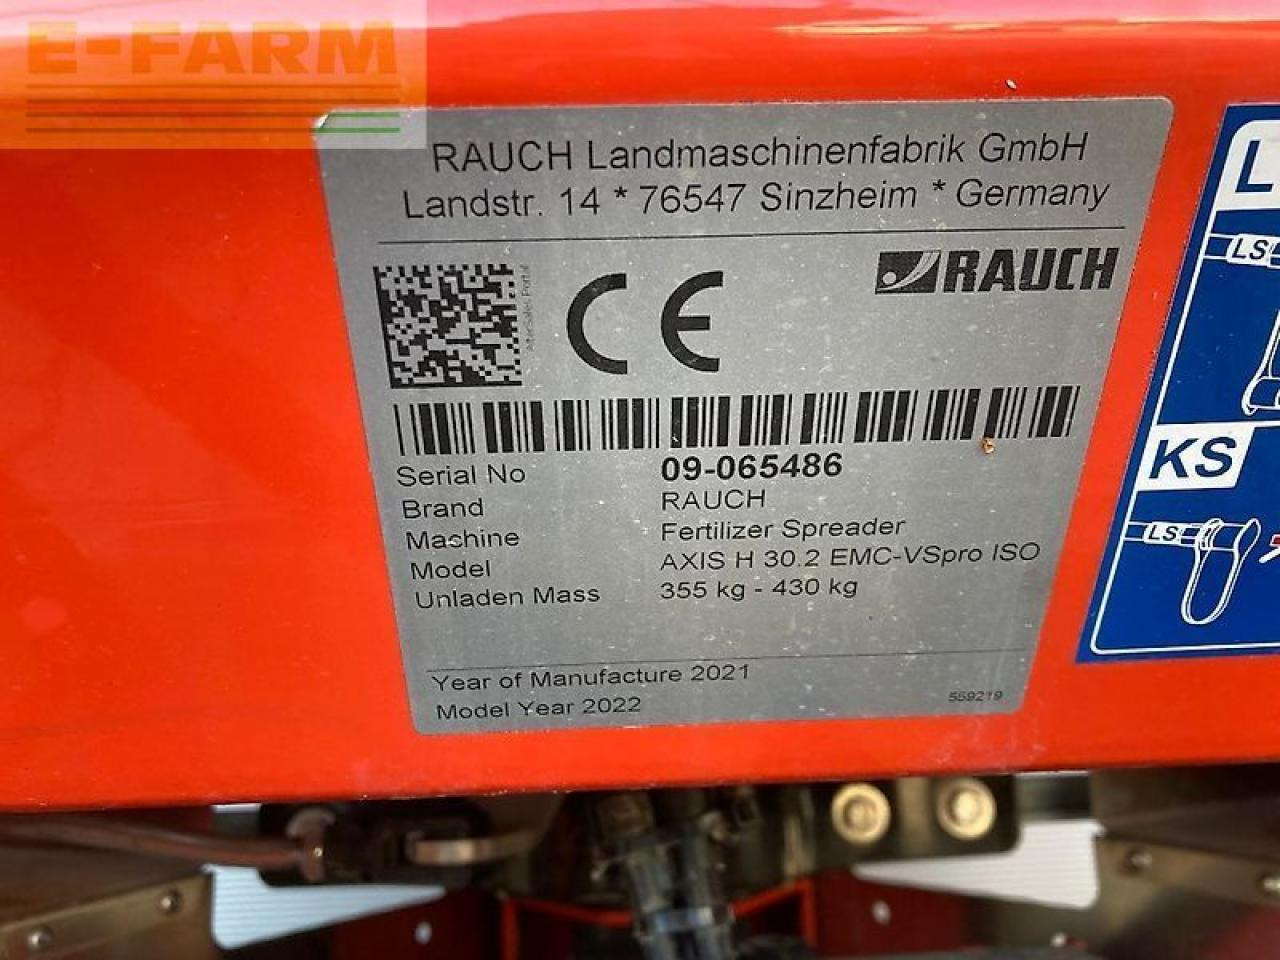 E-FARM
RAUCH Landmaschinenfabrik GmbH
Landstr. 14 * 76547 Sinzheim * Germany
RAUCH
Aftersales Portal
Serial No 09-065486
Brand RAUCH
Machine Fertilizer Spreader
Model AXIS H 30.2 EMC-VSpro ISO
Unladen Mass 355 kg - 430 kg
Year of Manufacture 2021
Model Year 2022
559219
L
LS
KS
LS